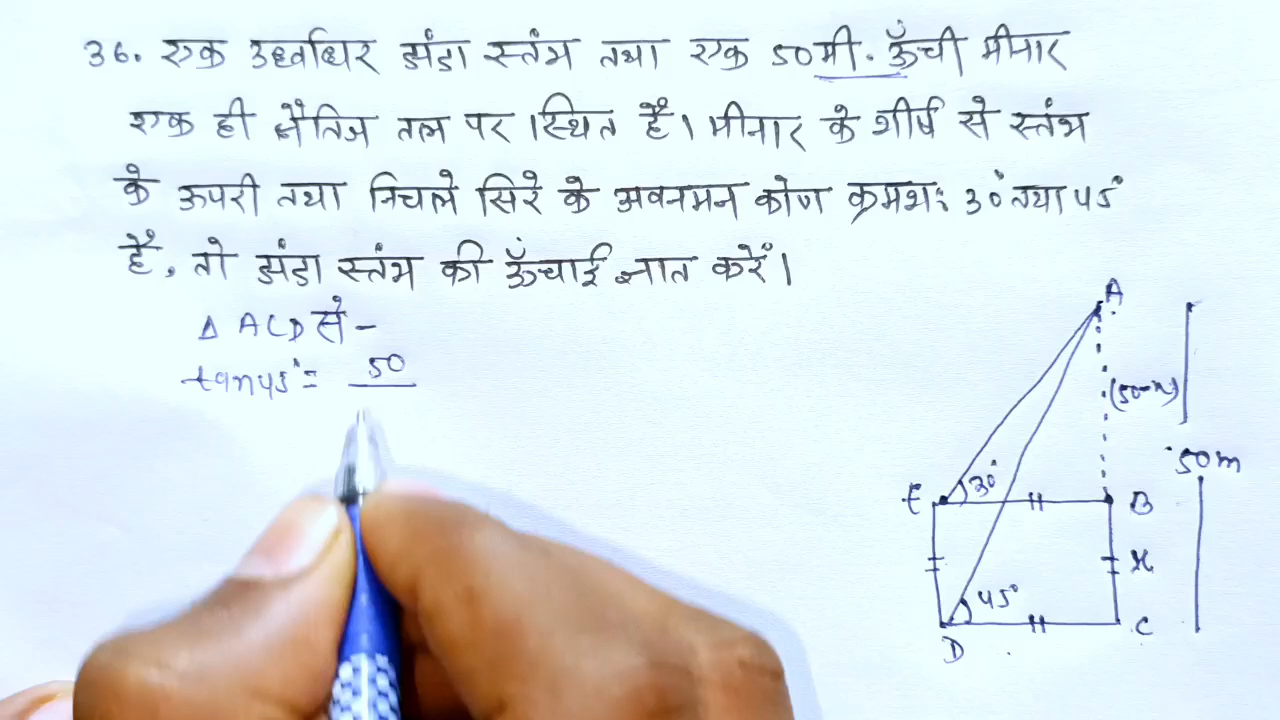 36. एक उर्ध्वाधर झंडा स्तंभ तथा एक 50मी. ऊँची मीनार
एक ही क्षैतिज तल पर स्थित है। मीनार के शीर्ष से स्तंभ
के ऊपरी तथा निचले सिरे के अवनमन कोण क्रमशः 30° तथा 45°
है, तो झंडा स्तंभ की ऊँचाई ज्ञात करें।
Δ ACD से -
tan45° = 50
A
(50-x)
50m
E 30° B
x
45°
D C